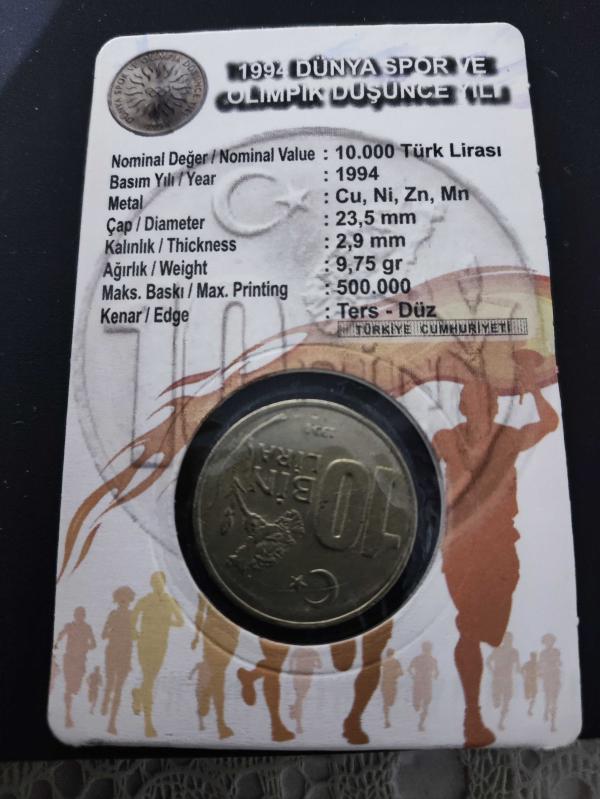 1994 DÜNYA SPOR VE
OLİMPİK DÜŞÜNCE YILI
Nominal Değer / Nominal Value : 10.000 Türk Lirası
Basım Yılı / Year : 1994
Metal : Cu, Ni, Zn, Mn
Çap / Diameter : 23,5 mm
Kalınlık / Thickness : 2,9 mm
Ağırlık / Weight : 9,75 gr
Maks. Baskı / Max. Printing : 500.000
Kenar / Edge : Ters - Düz
TÜRKİYE CUMHURİYETİ
10
BİN
LİRA
1994